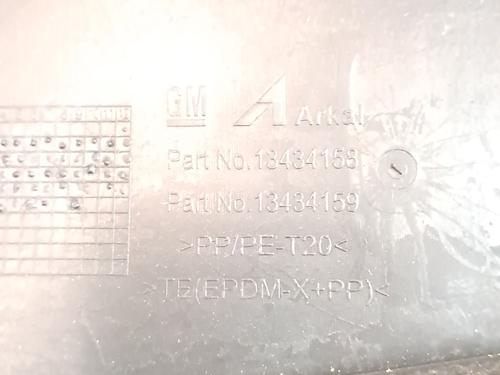 GM Arkal
Part No.13434158
Part No.13434159
>PP/PE-T20<
>TE(EPDM-X+PP)<